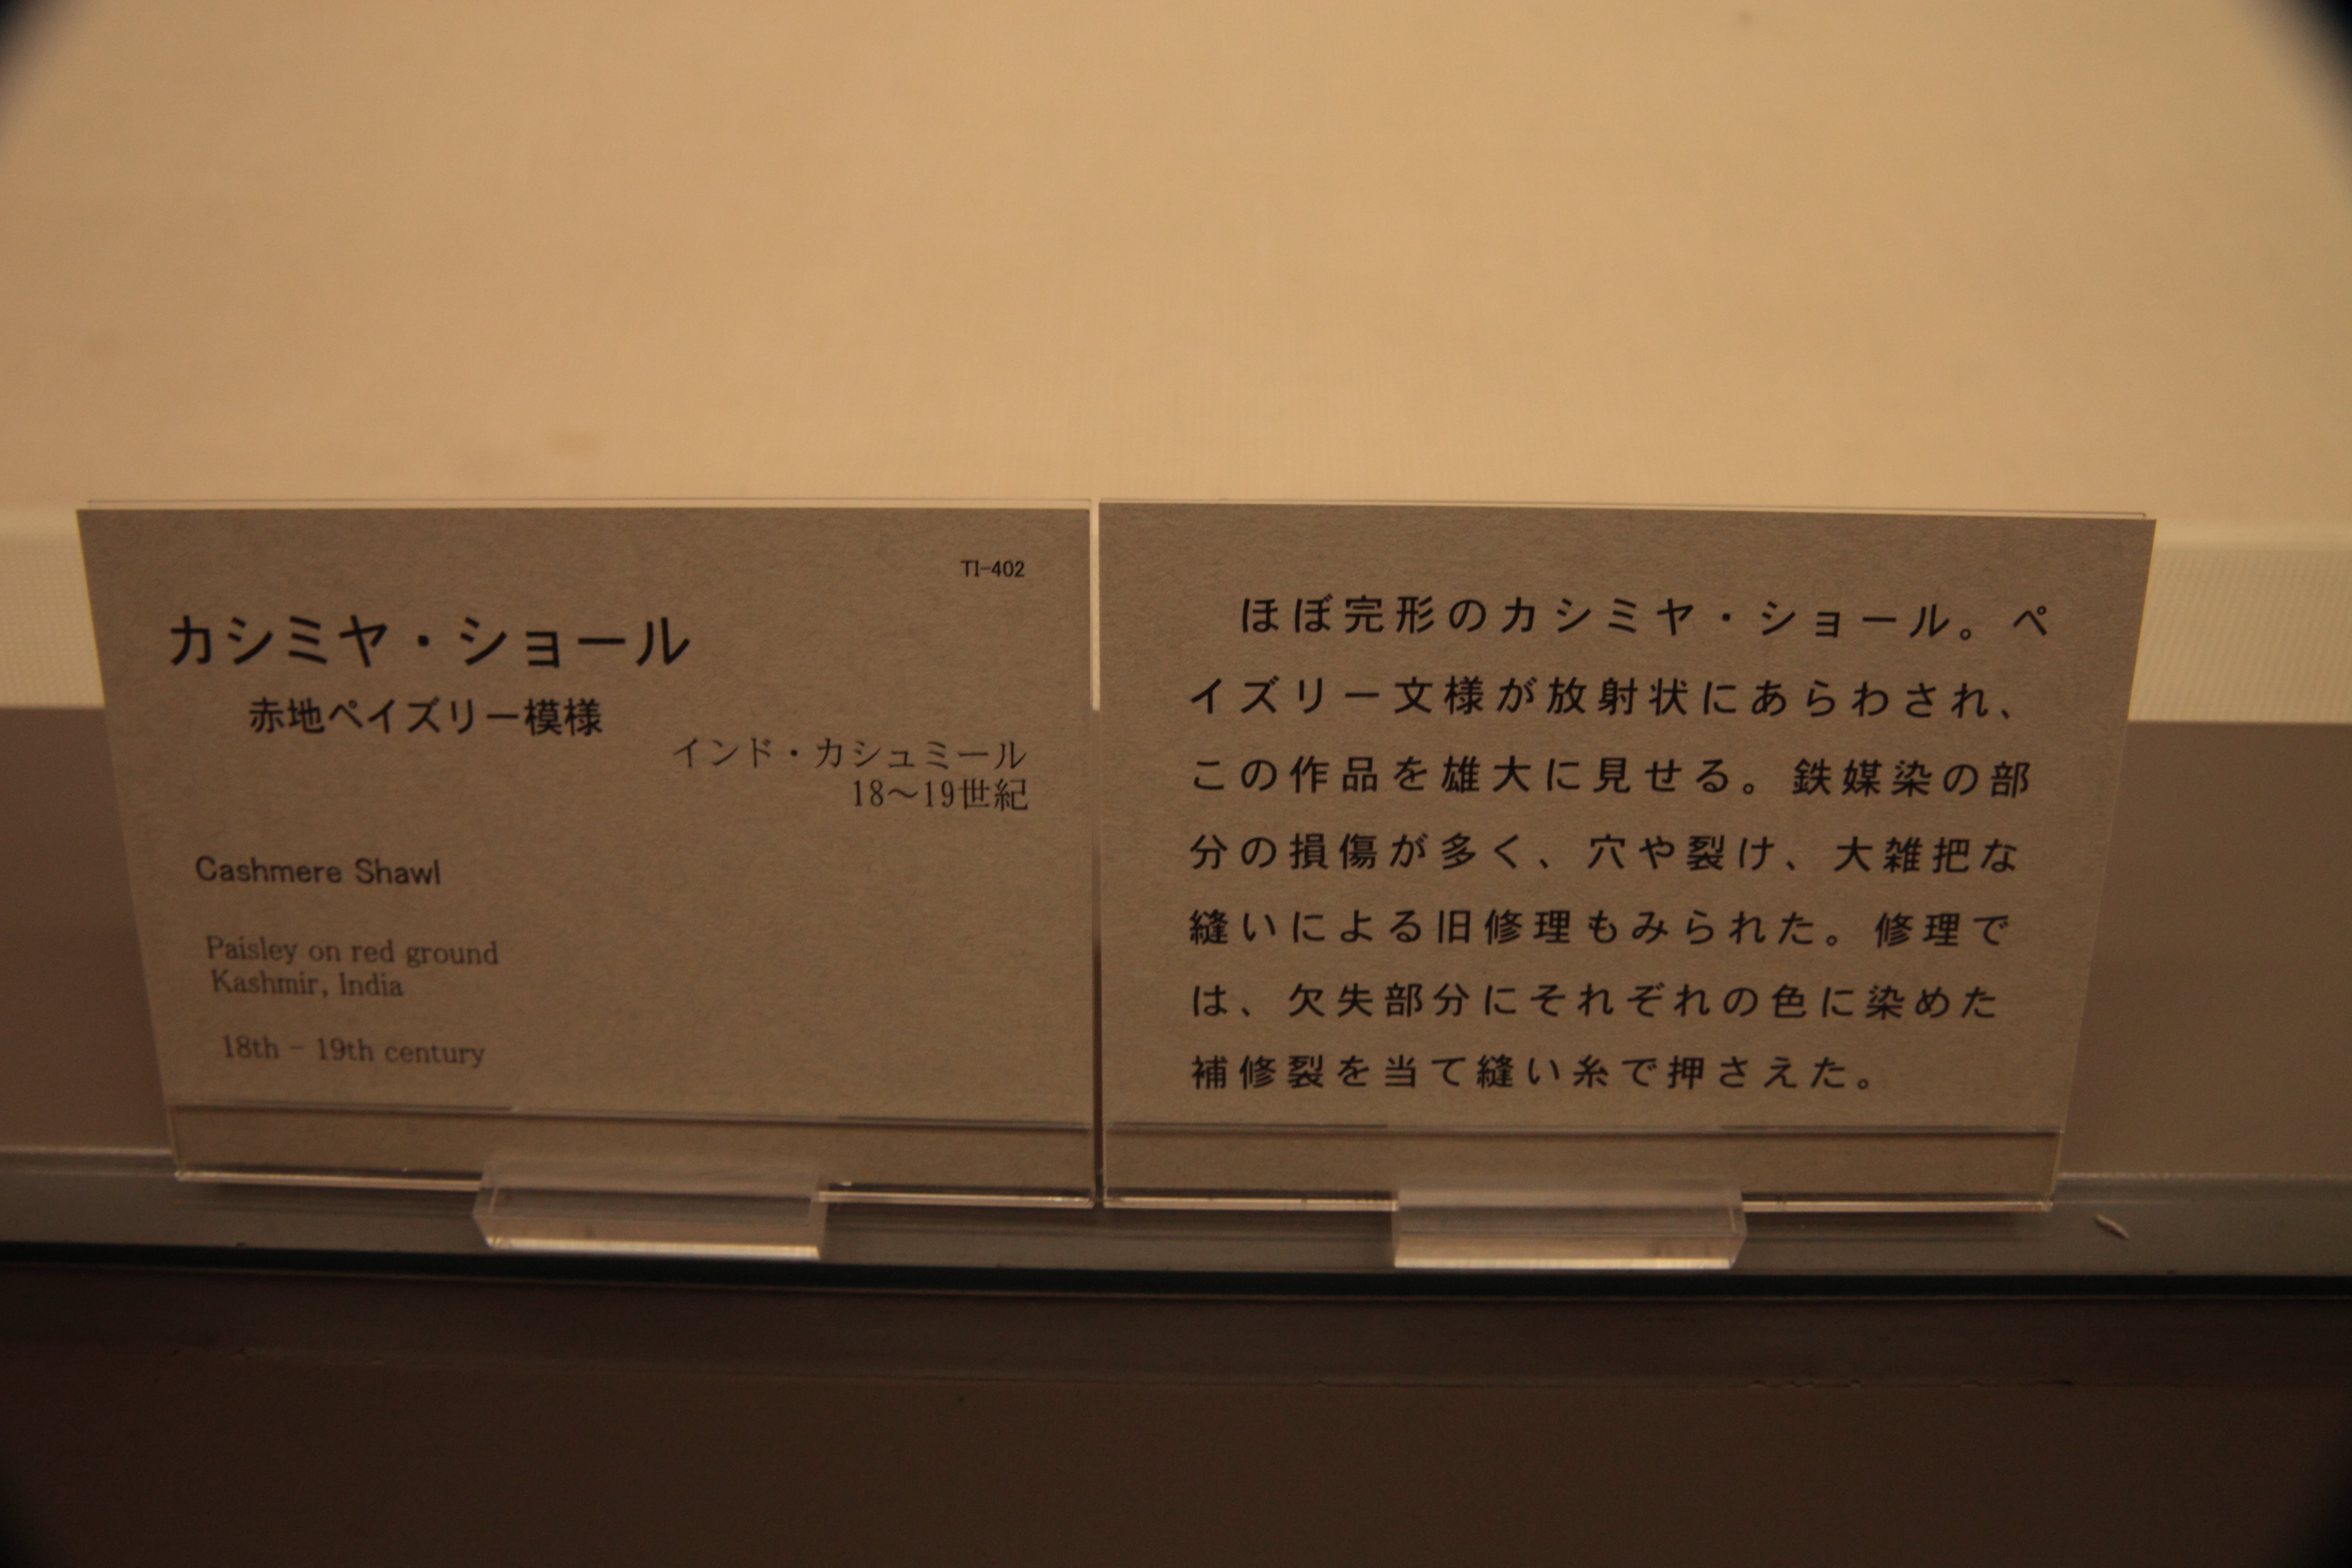 TI-402
カシミヤ・ショール
赤地ペイズリー模様
インド・カシュミール
18～19世紀
Cashmere Shawl
Paisley on red ground
Kashmir, India
18th - 19th century
ほぼ完形のカシミヤ・ショール。ペ
イズリー文様が放射状にあらわされ、
この作品を雄大に見せる。鉄媒染の部
分の損傷が多く、穴や裂け、大雑把な
縫いによる旧修理もみられた。修理で
は、欠失部分にそれぞれの色に染めた
補修裂を当て縫い糸で押さえた。